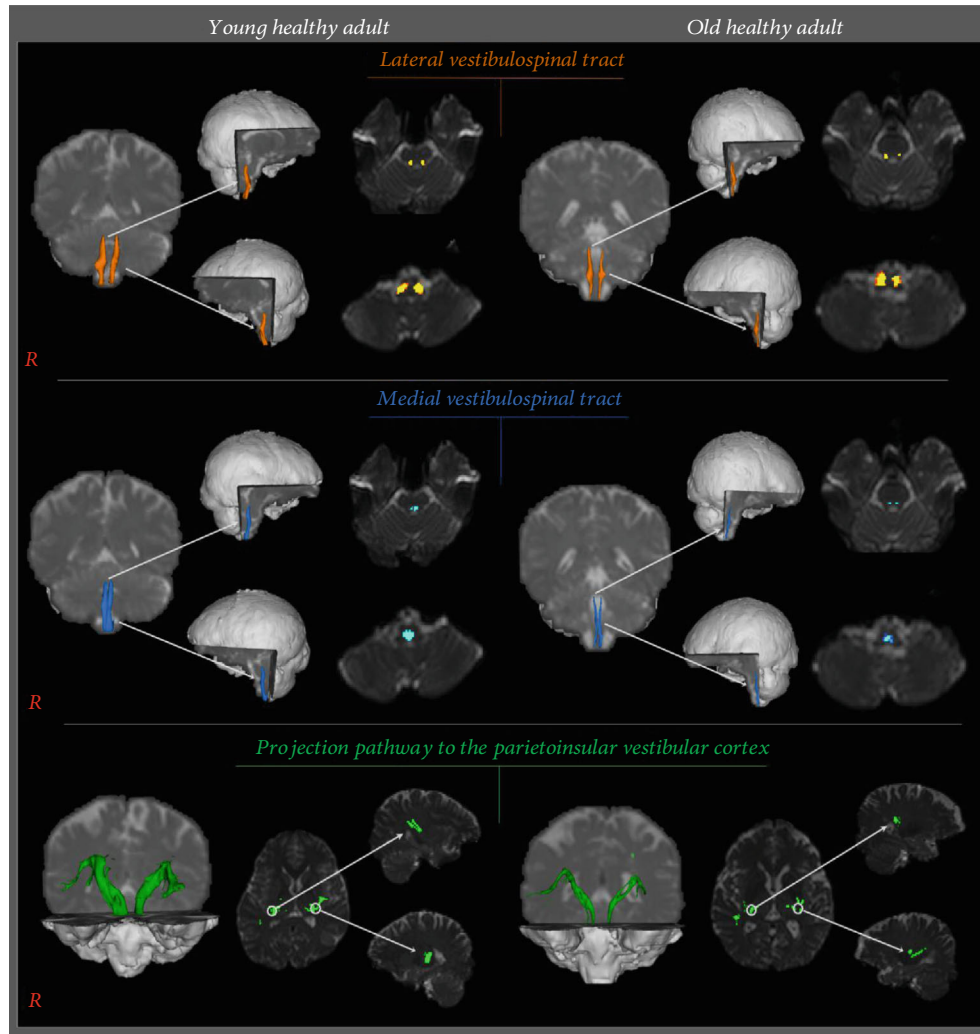 Young healthy adult
Old healthy adult
Lateral vestibulospinal tract
R
Medial vestibulospinal tract
R
Projection pathway to the parietoinsular vestibular cortex
R